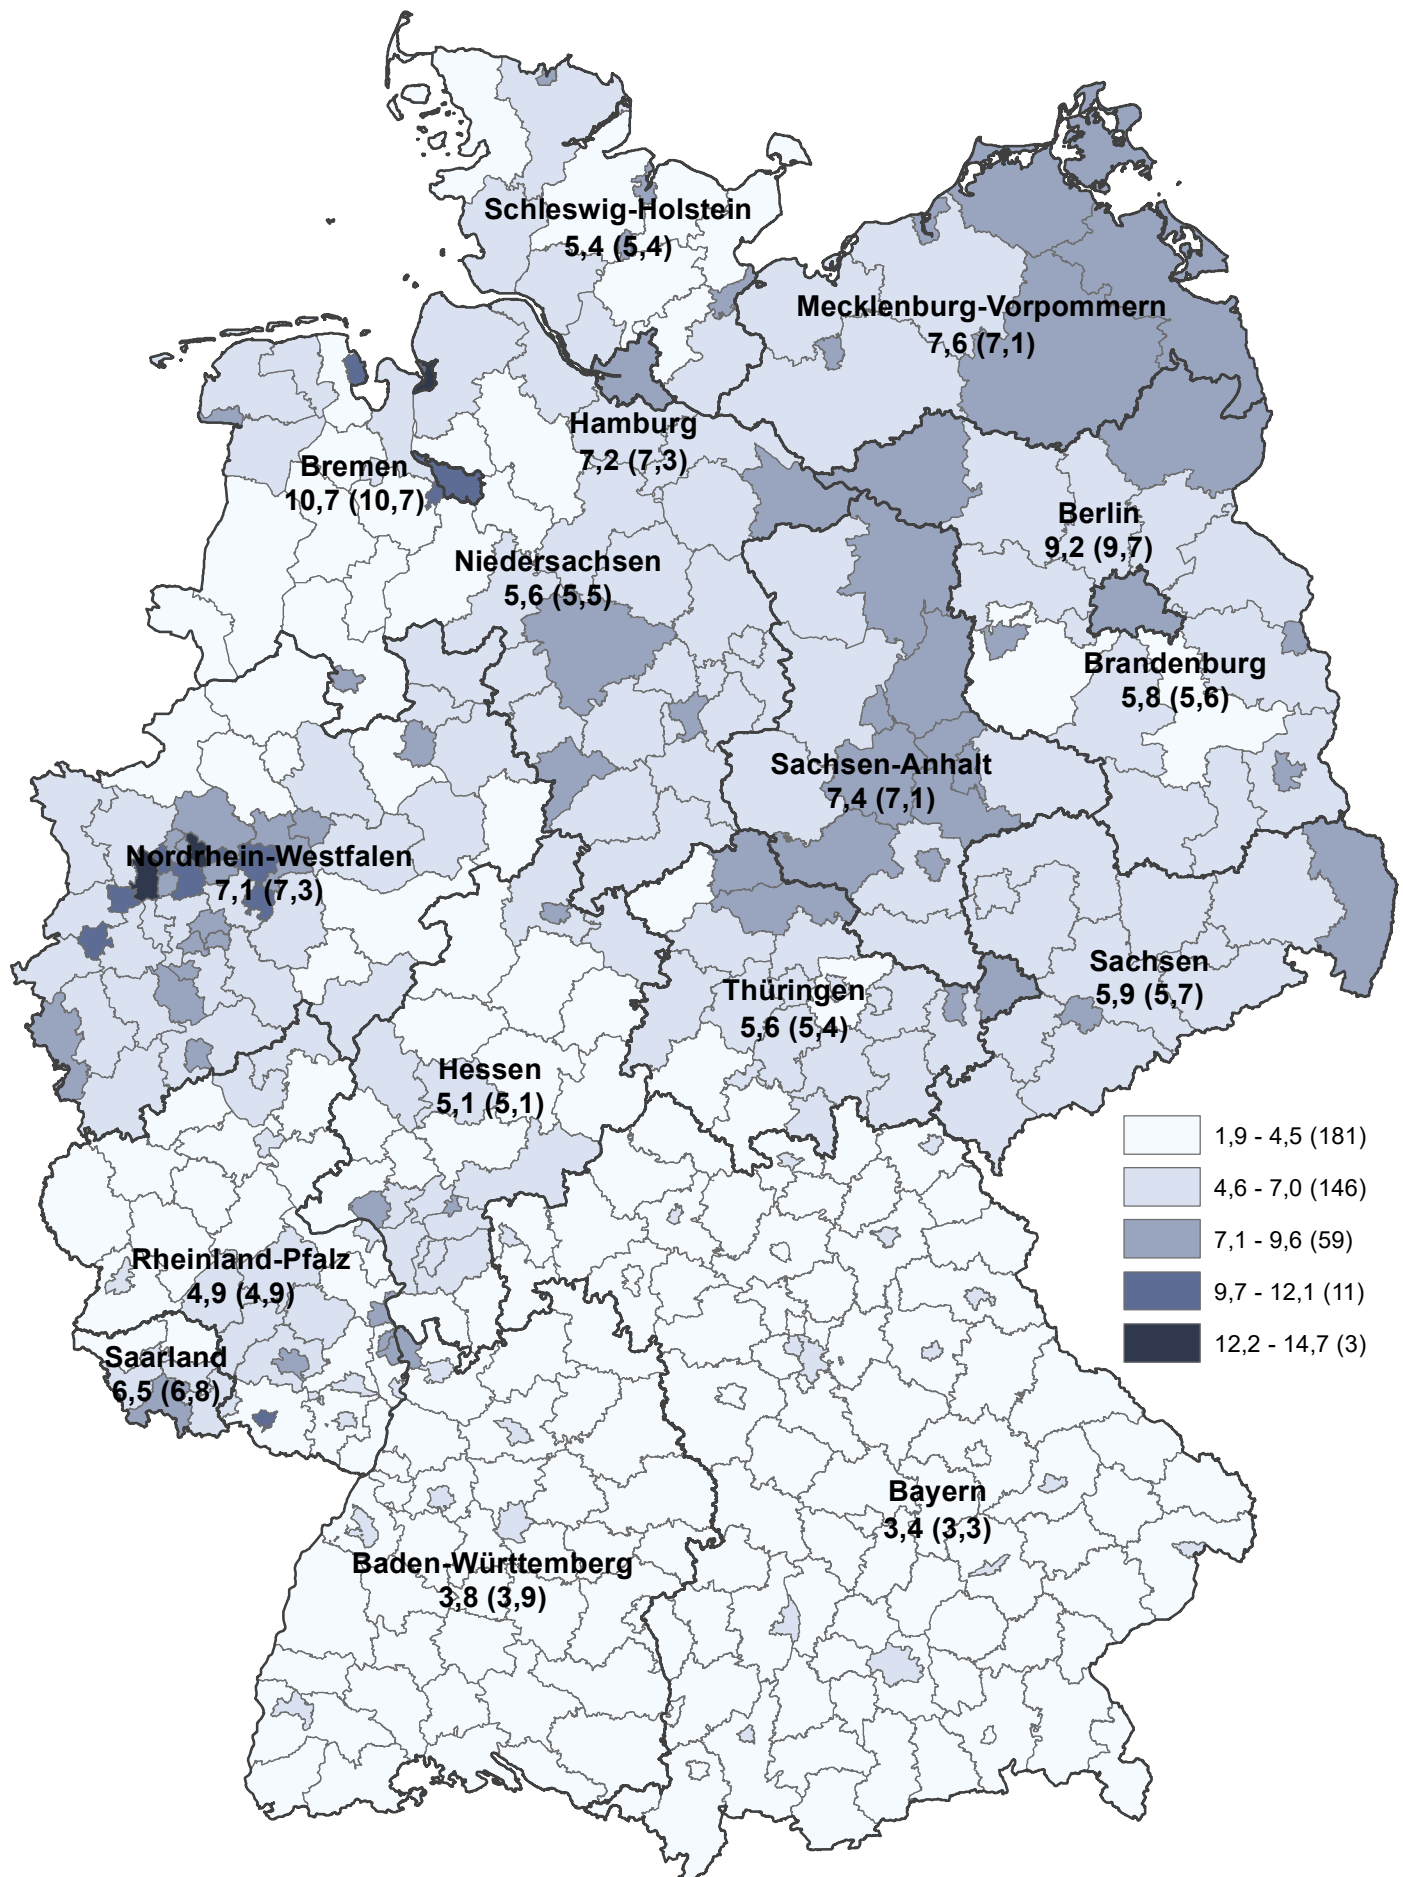 Schleswig-Holstein
5,4 (5,4)
Mecklenburg-Vorpommern
7,6 (7,1)
Hamburg
7,2 (7,3)
Bremen
10,7 (10,7)
Berlin
9,2 (9,7)
Niedersachsen
5,6 (5,5)
Brandenburg
5,8 (5,6)
Sachsen-Anhalt
7,4 (7,1)
Nordrhein-Westfalen
7,1 (7,3)
Sachsen
5,9 (5,7)
Thüringen
5,6 (5,4)
Hessen
5,1 (5,1)
1,9 - 4,5 (181)
4,6 - 7,0 (146)
7,1 - 9,6 (59)
9,7 - 12,1 (11)
12,2 - 14,7 (3)
Rheinland-Pfalz
4,9 (4,9)
Saarland
6,5 (6,8)
Bayern
3,4 (3,3)
Baden-Württemberg
3,8 (3,9)